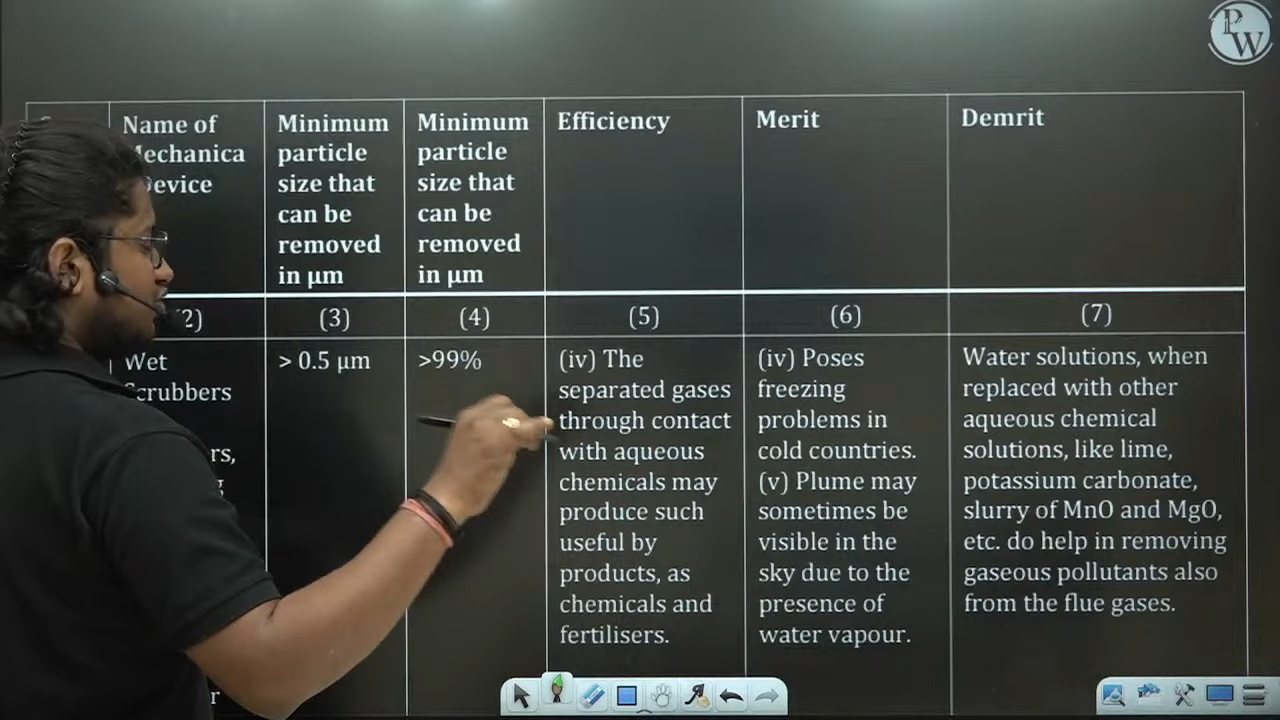 PW
Name of
Mechanica
Device
Minimum
particle
size that
can be
removed
in μm
Minimum
particle
size that
can be
removed
in μm
Efficiency
Merit
Demrit
2)
(3)
(4)
(5)
(6)
(7)
Wet
Scrubbers
rs,
> 0.5 μm
>99%
(iv) The
separated gases
through contact
with aqueous
chemicals may
produce such
useful by
products, as
chemicals and
fertilisers.
(iv) Poses
freezing
problems in
cold countries.
(v) Plume may
sometimes be
visible in the
sky due to the
presence of
water vapour.
Water solutions, when
replaced with other
aqueous chemical
solutions, like lime,
potassium carbonate,
slurry of MnO and MgO,
etc. do help in removing
gaseous pollutants also
from the flue gases.